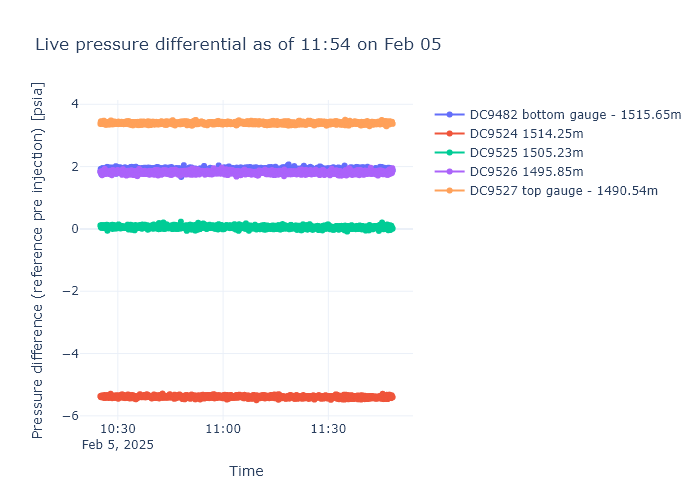 Live pressure differential as of 11:54 on Feb 05
Pressure difference (reference pre injection) [psia]
4
2
0
−2
−4
−6
10:30
Feb 5, 2025
11:00
11:30
Time
DC9482 bottom gauge - 1515.65m
DC9524 1514.25m
DC9525 1505.23m
DC9526 1495.85m
DC9527 top gauge - 1490.54m